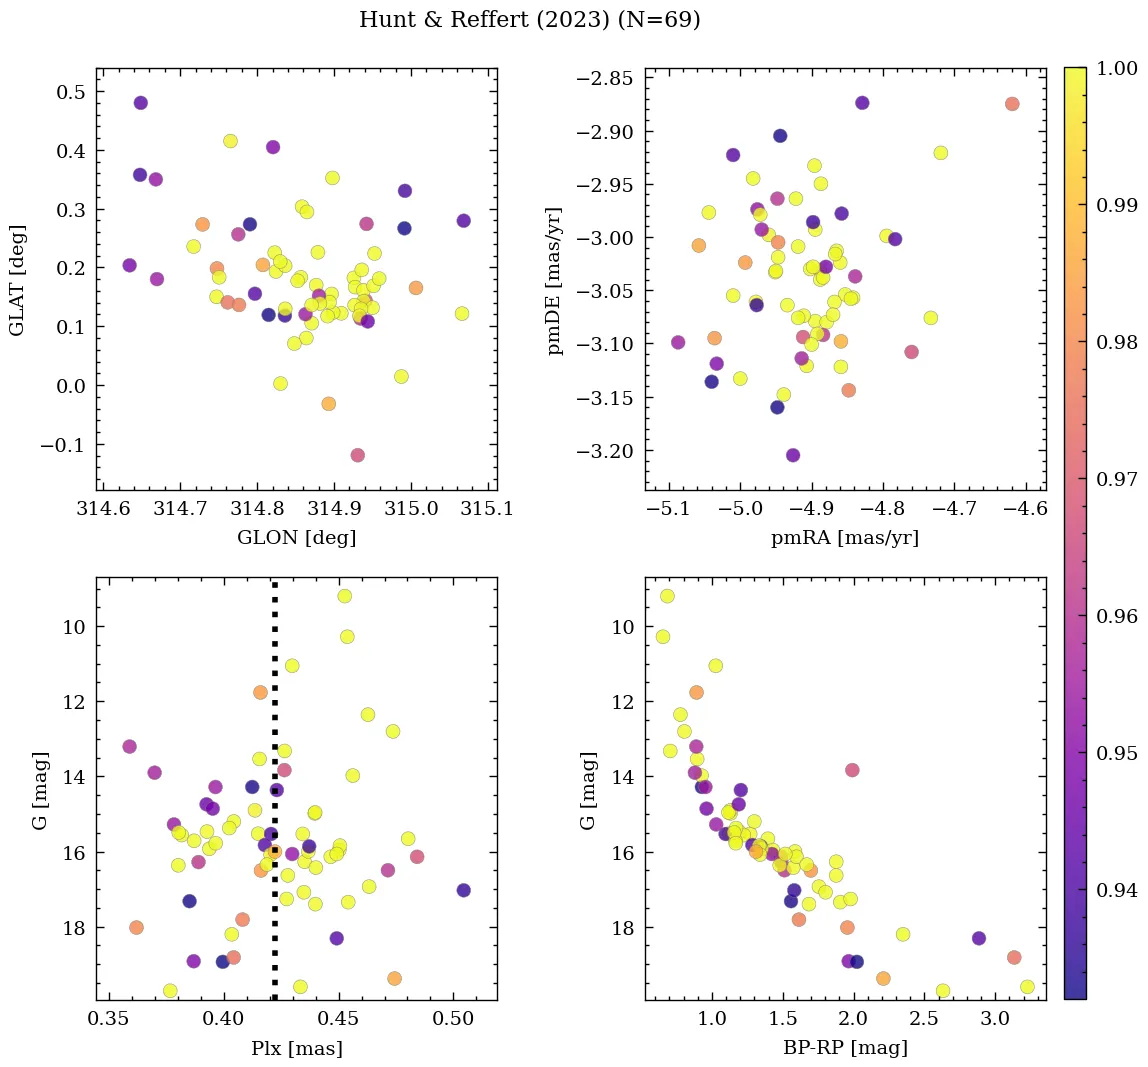 Hunt & Reffert (2023) (N=69)
0.5
0.4
0.3
0.2
0.1
0.0
−0.1
GLAT [deg]
314.6 314.7 314.8 314.9 315.0 315.1
GLON [deg]
−2.85
−2.90
−2.95
−3.00
−3.05
−3.10
−3.15
−3.20
pmDE [mas/yr]
−5.1 −5.0 −4.9 −4.8 −4.7 −4.6
pmRA [mas/yr]
10
12
14
16
18
G [mag]
0.35 0.40 0.45 0.50
Plx [mas]
10
12
14
16
18
G [mag]
1.0 1.5 2.0 2.5 3.0
BP-RP [mag]
1.00
0.99
0.98
0.97
0.96
0.95
0.94